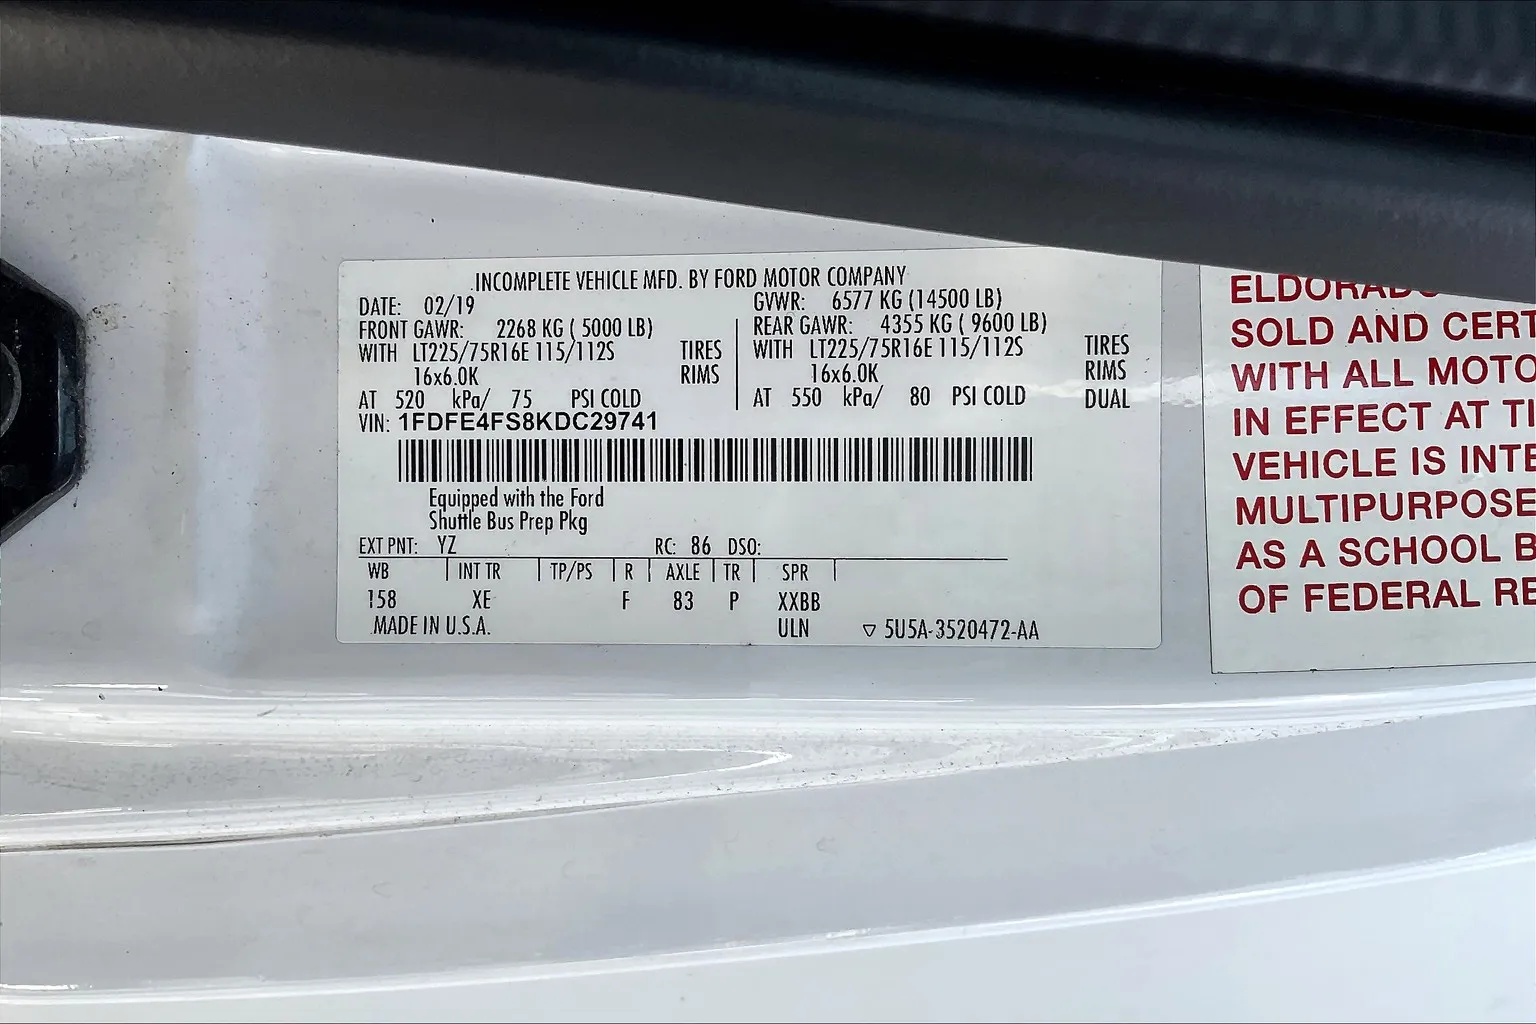 INCOMPLETE VEHICLE MFD. BY FORD MOTOR COMPANY
DATE: 02/19 GVWR: 6577 KG (14500 LB)
FRONT GAWR: 2268 KG ( 5000 LB) REAR GAWR: 4355 KG ( 9600 LB)
WITH LT225/75R16E 115/112S TIRES WITH LT225/75R16E 115/112S TIRES
16x6.0K RIMS 16x6.0K RIMS
AT 520 kPa/ 75 PSI COLD AT 550 kPa/ 80 PSI COLD DUAL
VIN: 1FDFE4FS8KDC29741
Equipped with the Ford
Shuttle Bus Prep Pkg
EXT PNT: YZ RC: 86 DSO:
WB INT TR TP/PS R AXLE TR SPR
158 XE F 83 P XXBB
MADE IN U.S.A. ULN ▽ 5U5A-3520472-AA
ELDORADO
SOLD AND CERT
WITH ALL MOTO
IN EFFECT AT TI
VEHICLE IS INTE
MULTIPURPOSE
AS A SCHOOL B
OF FEDERAL RE